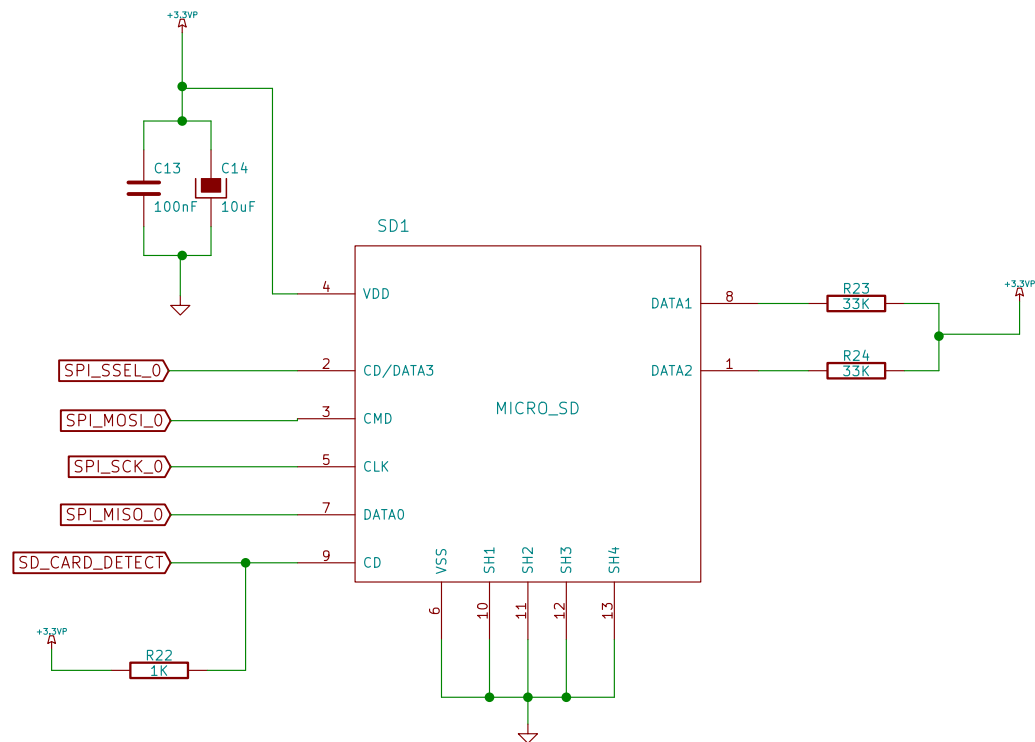 +3.3VP
C13
100nF
C14
10uF
SD1
4
VDD
DATA1
8
R23
33K
+3.3VP
SPI_SSEL_0
2
CD/DATA3
DATA2
1
R24
33K
SPI_MOSI_0
3
CMD
MICRO_SD
SPI_SCK_0
5
CLK
SPI_MISO_0
7
DATA0
SD_CARD_DETECT
9
CD
VSS
SH1
SH2
SH3
SH4
6
10
11
12
13
+3.3VP
R22
1K